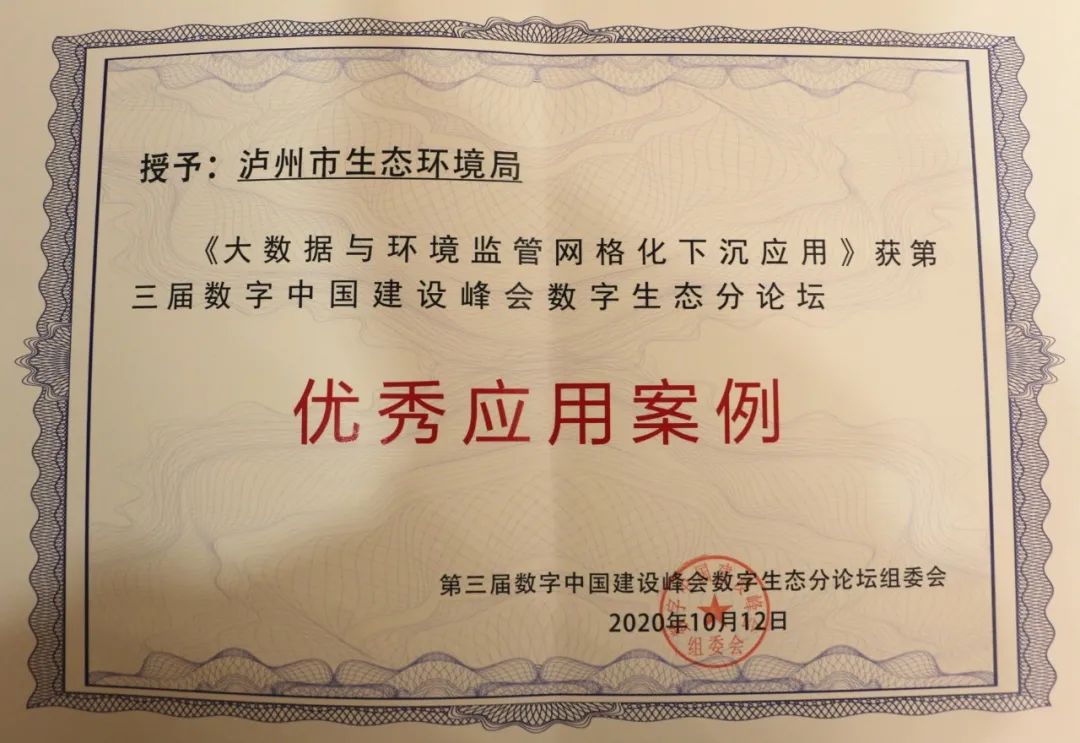 授予：泸州市生态环境局
《大数据与环境监管网格化下沉应用》获第
三届数字中国建设峰会数字生态分论坛
优秀应用案例
第三届数字中国建设峰会数字生态分论坛组委会
2020年10月12日
组委会